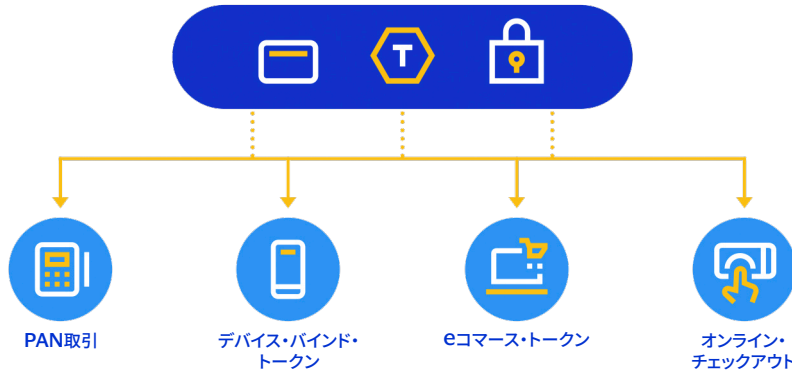 T
PAN取引
デバイス・バインド・
トークン
eコマース・トークン
オンライン・
チェックアウト